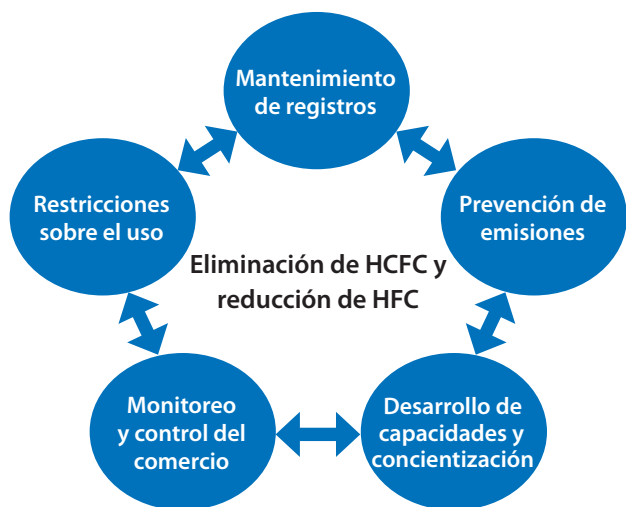 Mantenimiento
de registros
Restricciones
sobre el uso
Prevención de
emisiones
Eliminación de HCFC y
reducción de HFC
Monitoreo
y control del
comercio
Desarrollo de
capacidades y
concientización